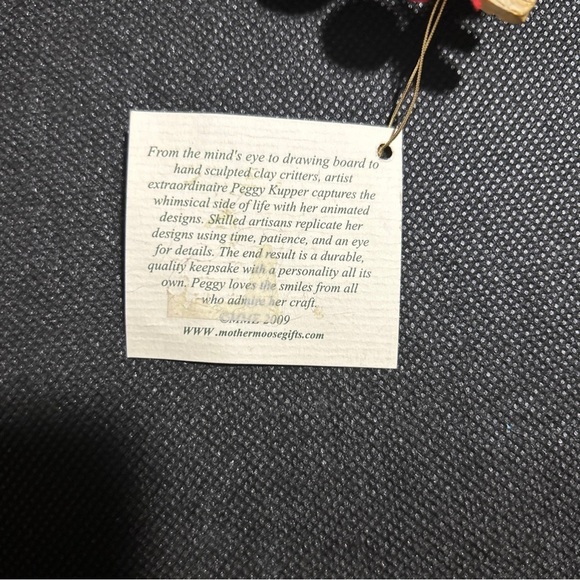 From the mind's eye to drawing board to
hand sculpted clay critters, artist
extraordinaire Peggy Kupper captures the
whimsical side of life with her animated
designs. Skilled artisans replicate her
designs using time, patience, and an eye
for details. The end result is a durable,
quality keepsake with a personality all its
own. Peggy loves the smiles from all
who admire her craft.
©MME 2009
WWW.mothermoosegifts.com